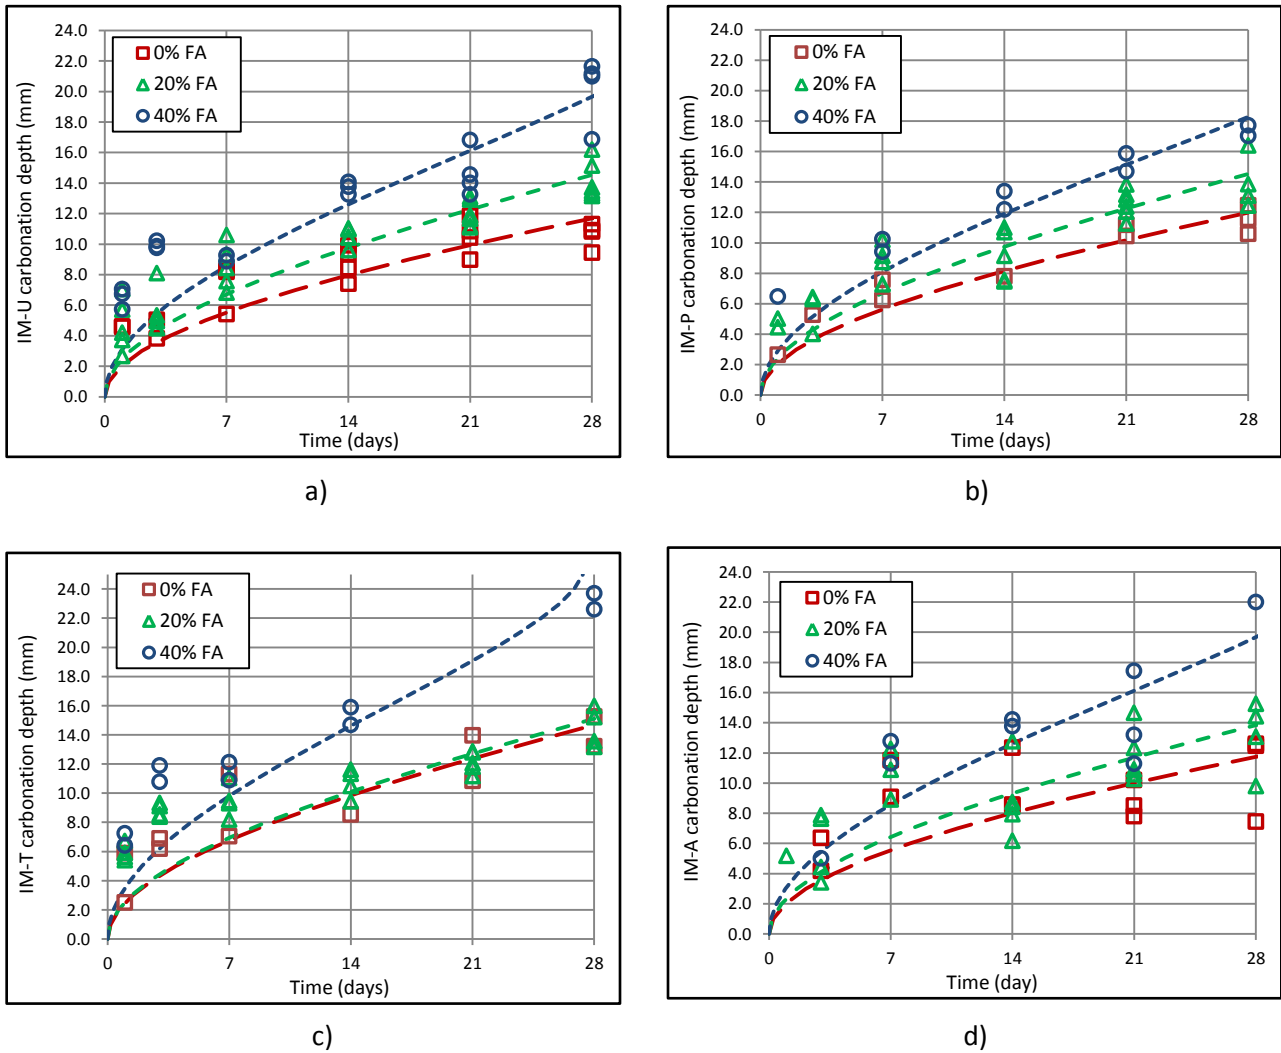 IM-U carbonation depth (mm)
24.0
22.0
20.0
18.0
16.0
14.0
12.0
10.0
8.0
6.0
4.0
2.0
0.0
0% FA
20% FA
40% FA
0 7 14 21 28
Time (days)
a)
IM-P carbonation depth (mm)
24.0
22.0
20.0
18.0
16.0
14.0
12.0
10.0
8.0
6.0
4.0
2.0
0.0
0% FA
20% FA
40% FA
0 7 14 21 28
Time (days)
b)
IM-T carbonation depth (mm)
24.0
22.0
20.0
18.0
16.0
14.0
12.0
10.0
8.0
6.0
4.0
2.0
0.0
0% FA
20% FA
40% FA
0 7 14 21 28
Time (days)
c)
IM-A carbonation depth (mm)
24.0
22.0
20.0
18.0
16.0
14.0
12.0
10.0
8.0
6.0
4.0
2.0
0.0
0% FA
20% FA
40% FA
0 7 14 21 28
Time (day)
d)